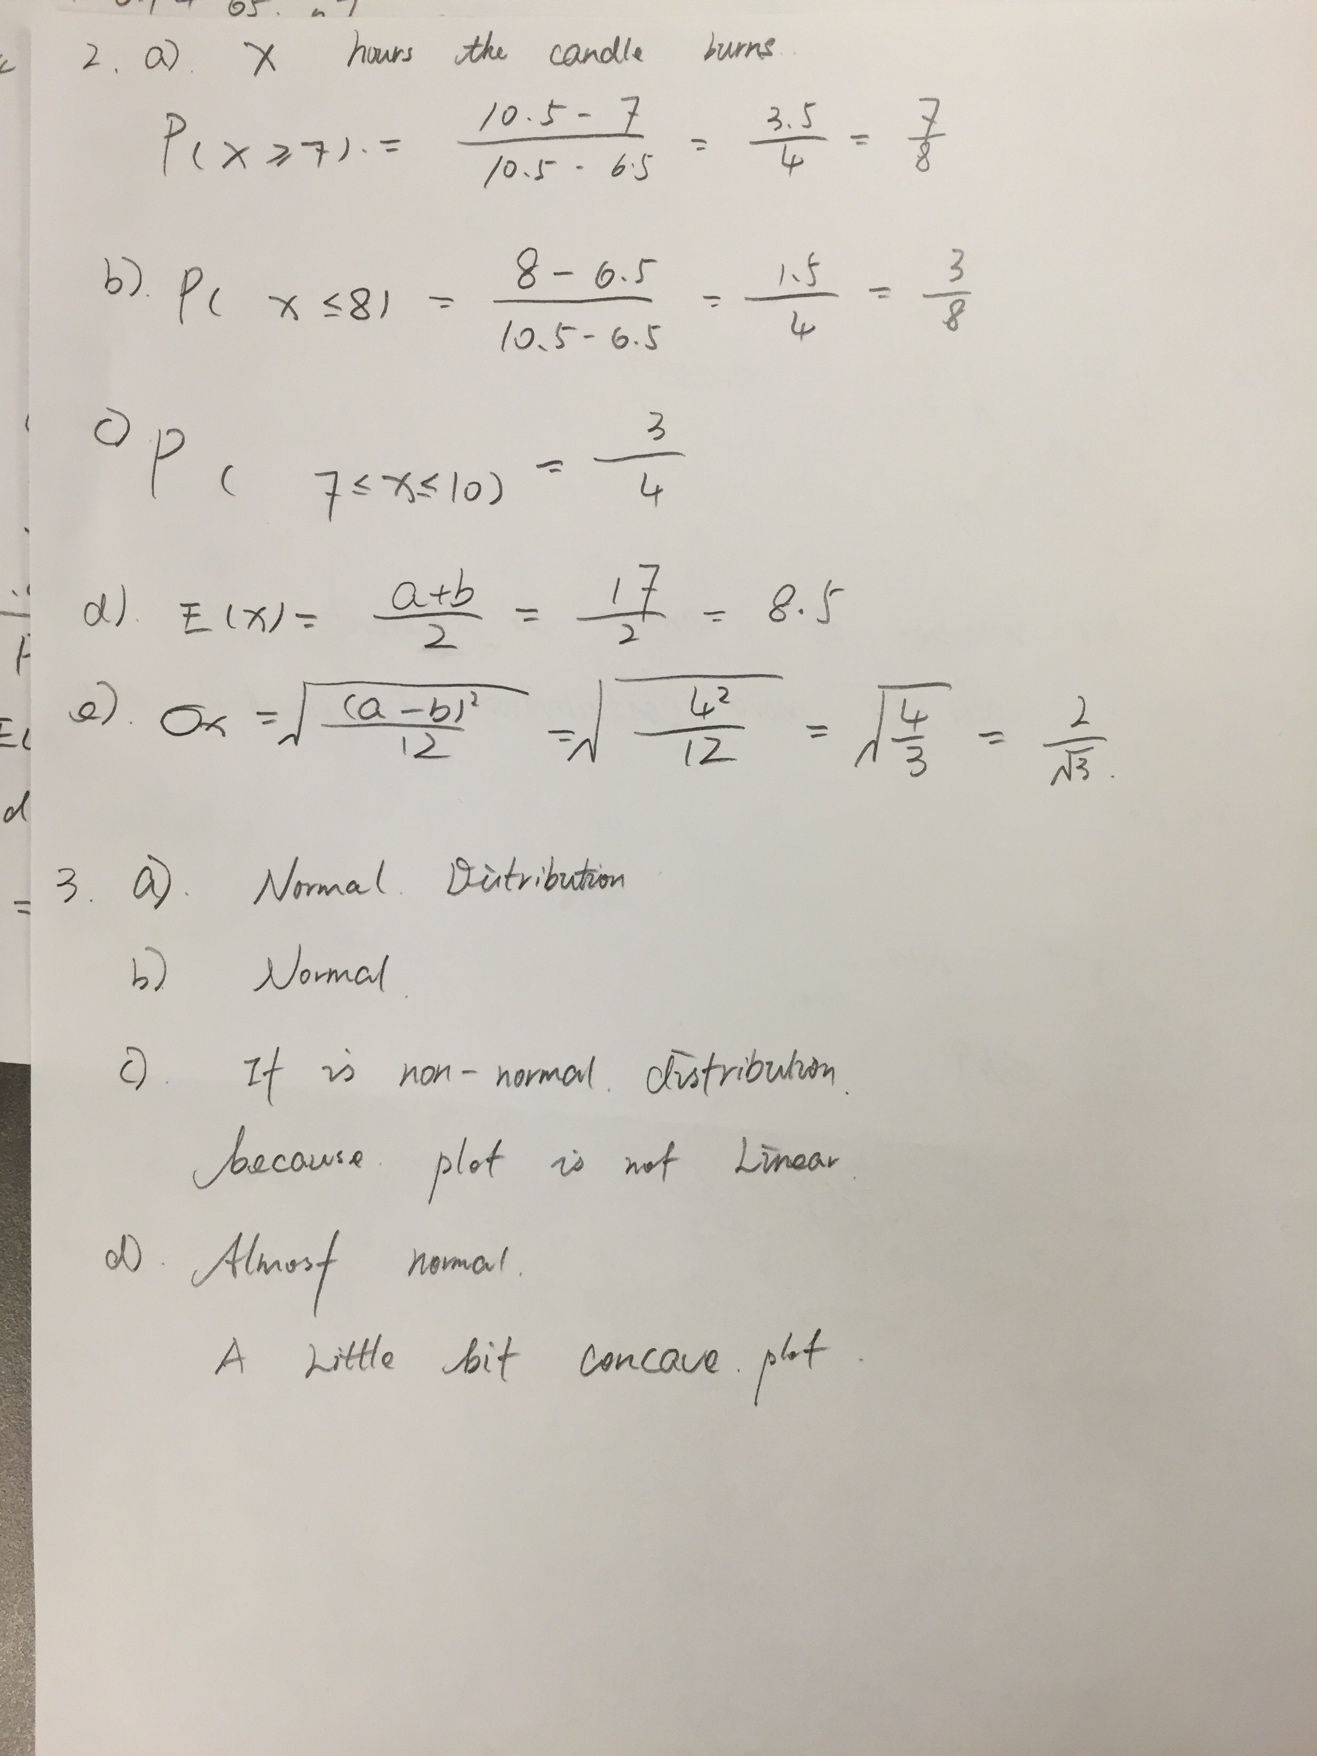 65.
2. a). X hours the candle burns.
P(X≥7). = (10.5-7)/(10.5-6.5) = 3.5/4 = 7/8
b). P( x≤8) = (8-6.5)/(10.5-6.5) = 1.5/4 = 3/8
c) P( 7≤x≤10) = 3/4
d). E(X) = (a+b)/2 = 17/2 = 8.5
e). σx = √((a-b)²/12) = √(4²/12) = √(4/3) = 2/√3.
3. a). Normal. Distribution
b) Normal.
c). It is non-normal. distribution.
because. plot is not Linear.
d). Almost normal.
A Little bit concave. plot.